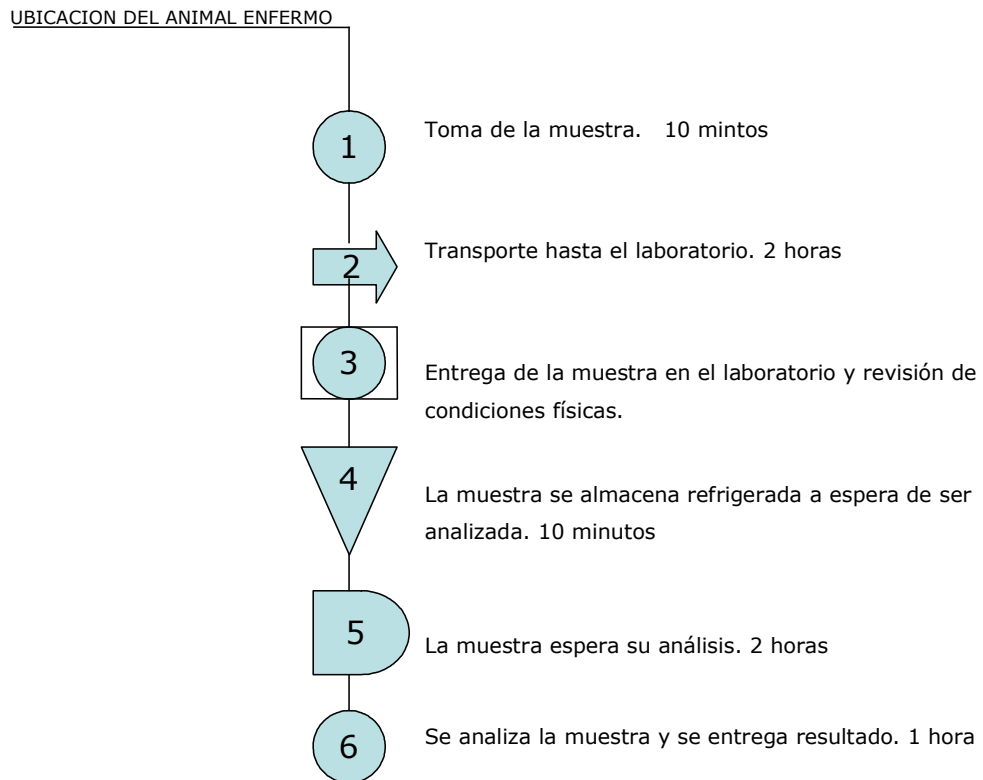 UBICACION DEL ANIMAL ENFERMO
1
Toma de la muestra. 10 mintos
2
Transporte hasta el laboratorio. 2 horas
3
Entrega de la muestra en el laboratorio y revisión de
condiciones físicas.
4
La muestra se almacena refrigerada a espera de ser
analizada. 10 minutos
5
La muestra espera su análisis. 2 horas
6
Se analiza la muestra y se entrega resultado. 1 hora